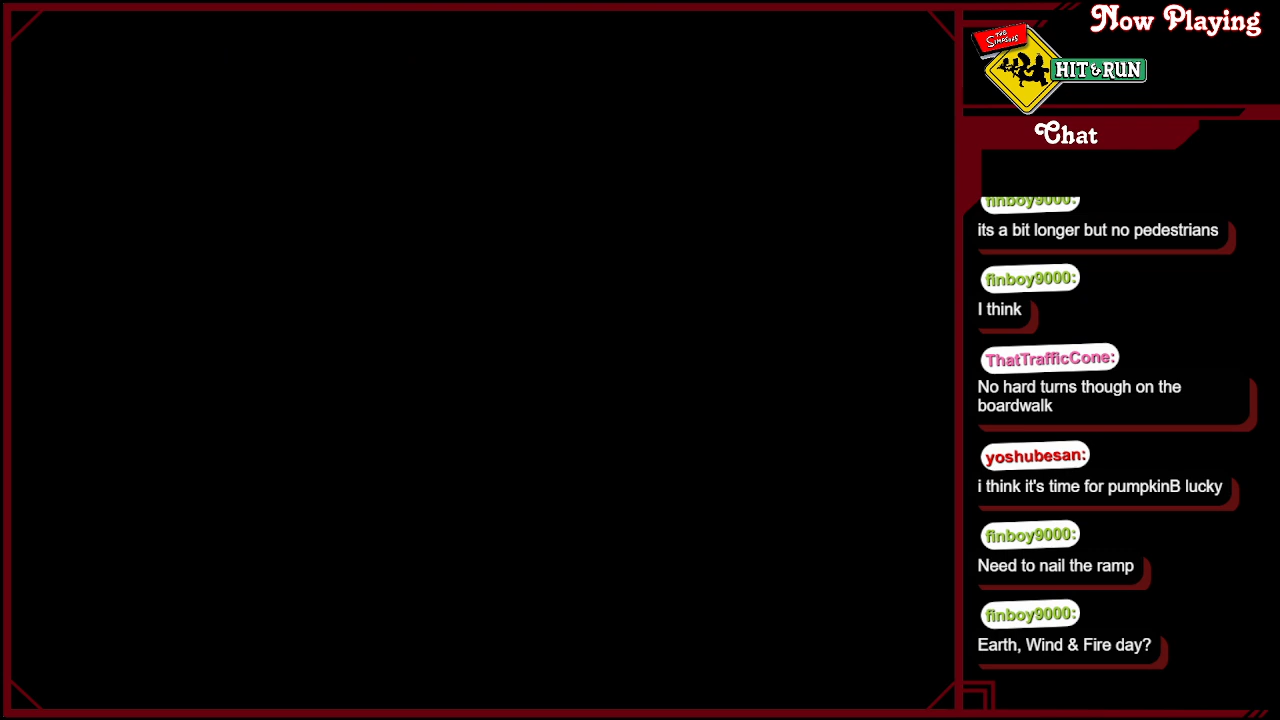 Now Playing
THE
SIMPSONS
HIT & RUN
Chat
finboy9000:
its a bit longer but no pedestrians
finboy9000:
I think
ThatTrafficCone:
No hard turns though on the
boardwalk
yoshubesan:
i think it's time for pumpkinB lucky
finboy9000:
Need to nail the ramp
finboy9000:
Earth, Wind & Fire day?